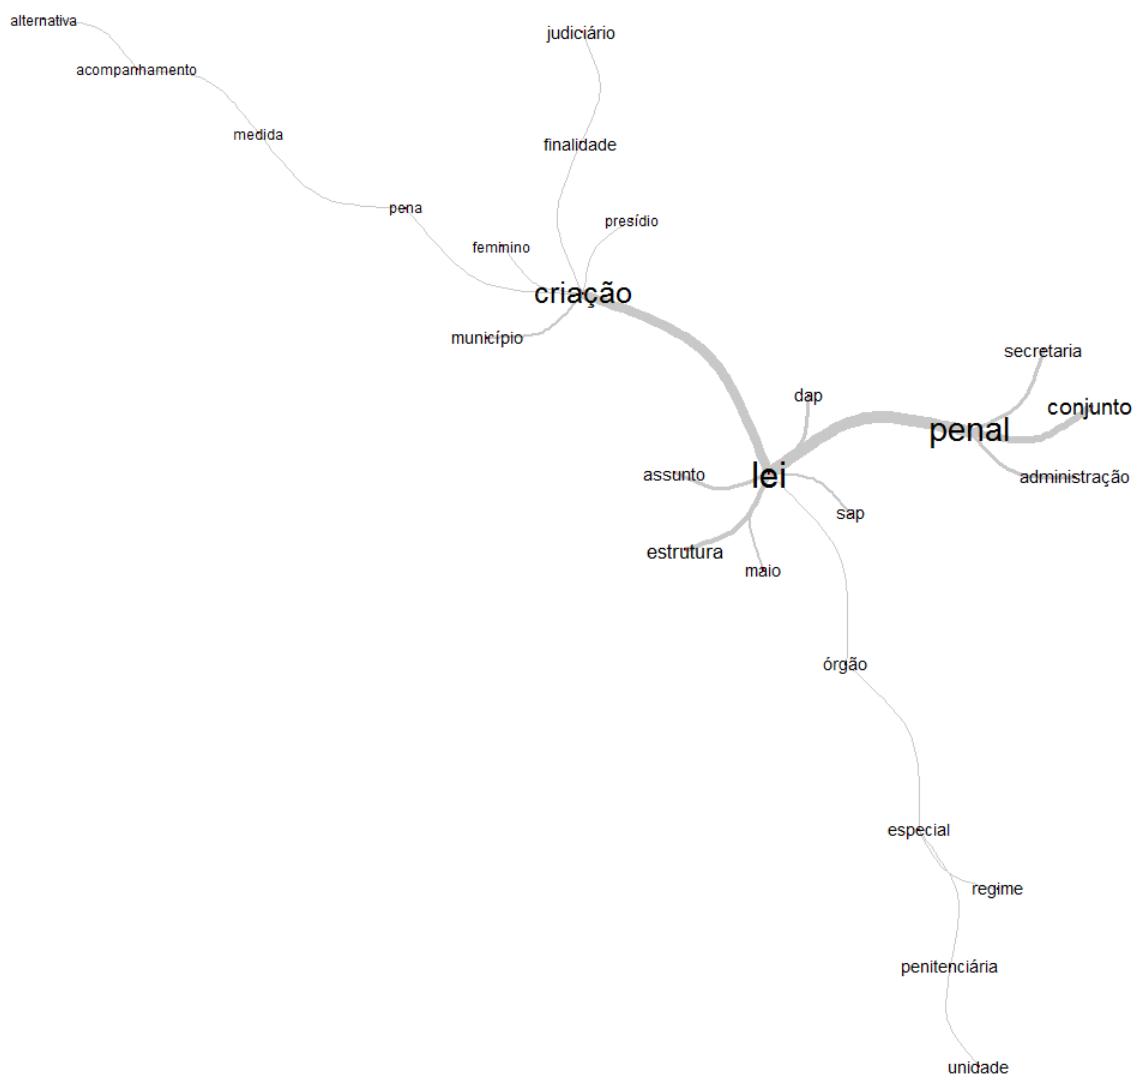 alternativa
judiciário
acompanhamento
medida
finalidade
pena
presídio
feminino
criação
município
secretaria
dap
conjunto
penal
assunto
lei
administração
sap
estrutura
maio
órgão
especial
regime
penitenciária
unidade